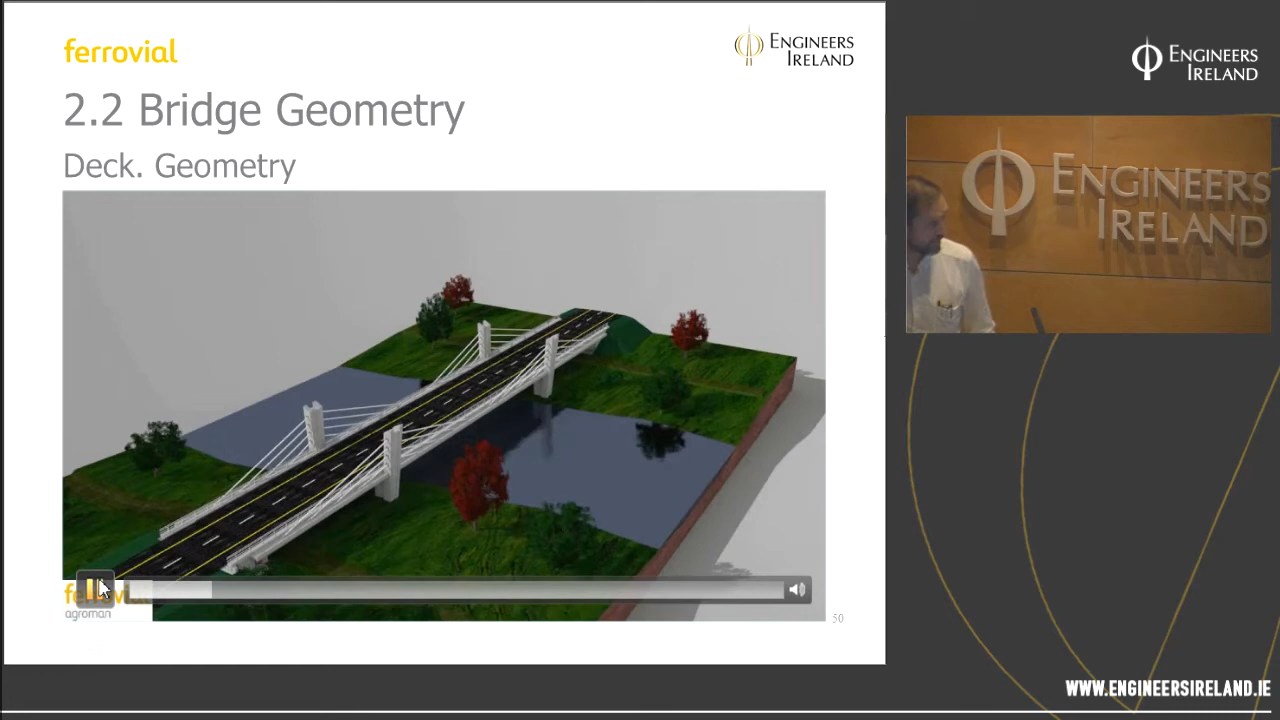 ferrovial
ENGINEERS
IRELAND
2.2 Bridge Geometry
Deck. Geometry
agroman
50
ENGINEERS
IRELAND
ENGINEERS
IRELAND
WWW.ENGINEERSIRELAND.IE